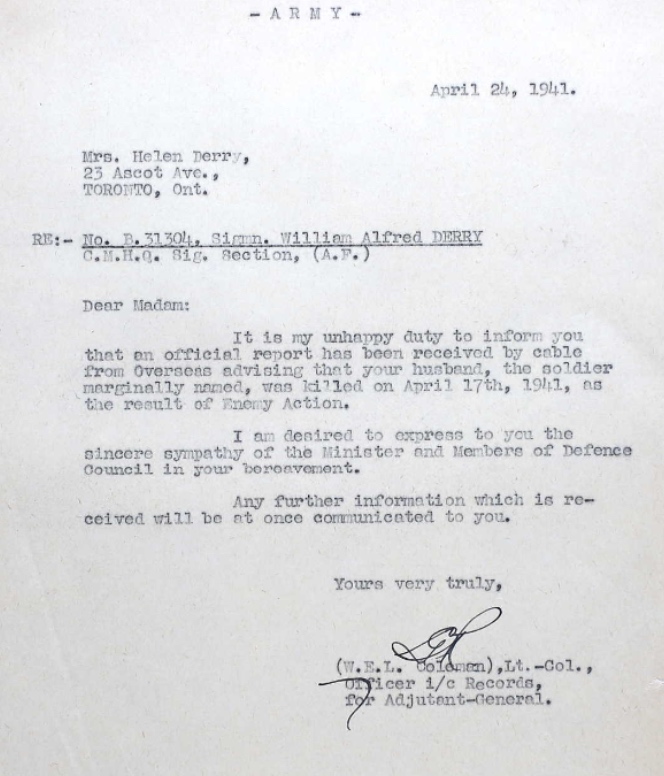 - A R M Y -
April 24, 1941.
Mrs. Helen Derry,
23 Ascot Ave.,
TORONTO, Ont.
RE:- No. B.31304, Sigmn. William Alfred DERRY
C.M.H.Q. Sig. Section, (A.F.)
Dear Madam:
It is my unhappy duty to inform you
that an official report has been received by cable
from Overseas advising that your husband, the soldier
marginally named, was killed on April 17th, 1941, as
the result of Enemy Action.
I am desired to express to you the
sincere sympathy of the Minister and Members of Defence
Council in your bereavement.
Any further information which is re-
ceived will be at once communicated to you.
Yours very truly,
(W.E.L. Coleman),Lt.-Col.,
Officer i/c Records,
for Adjutant-General.